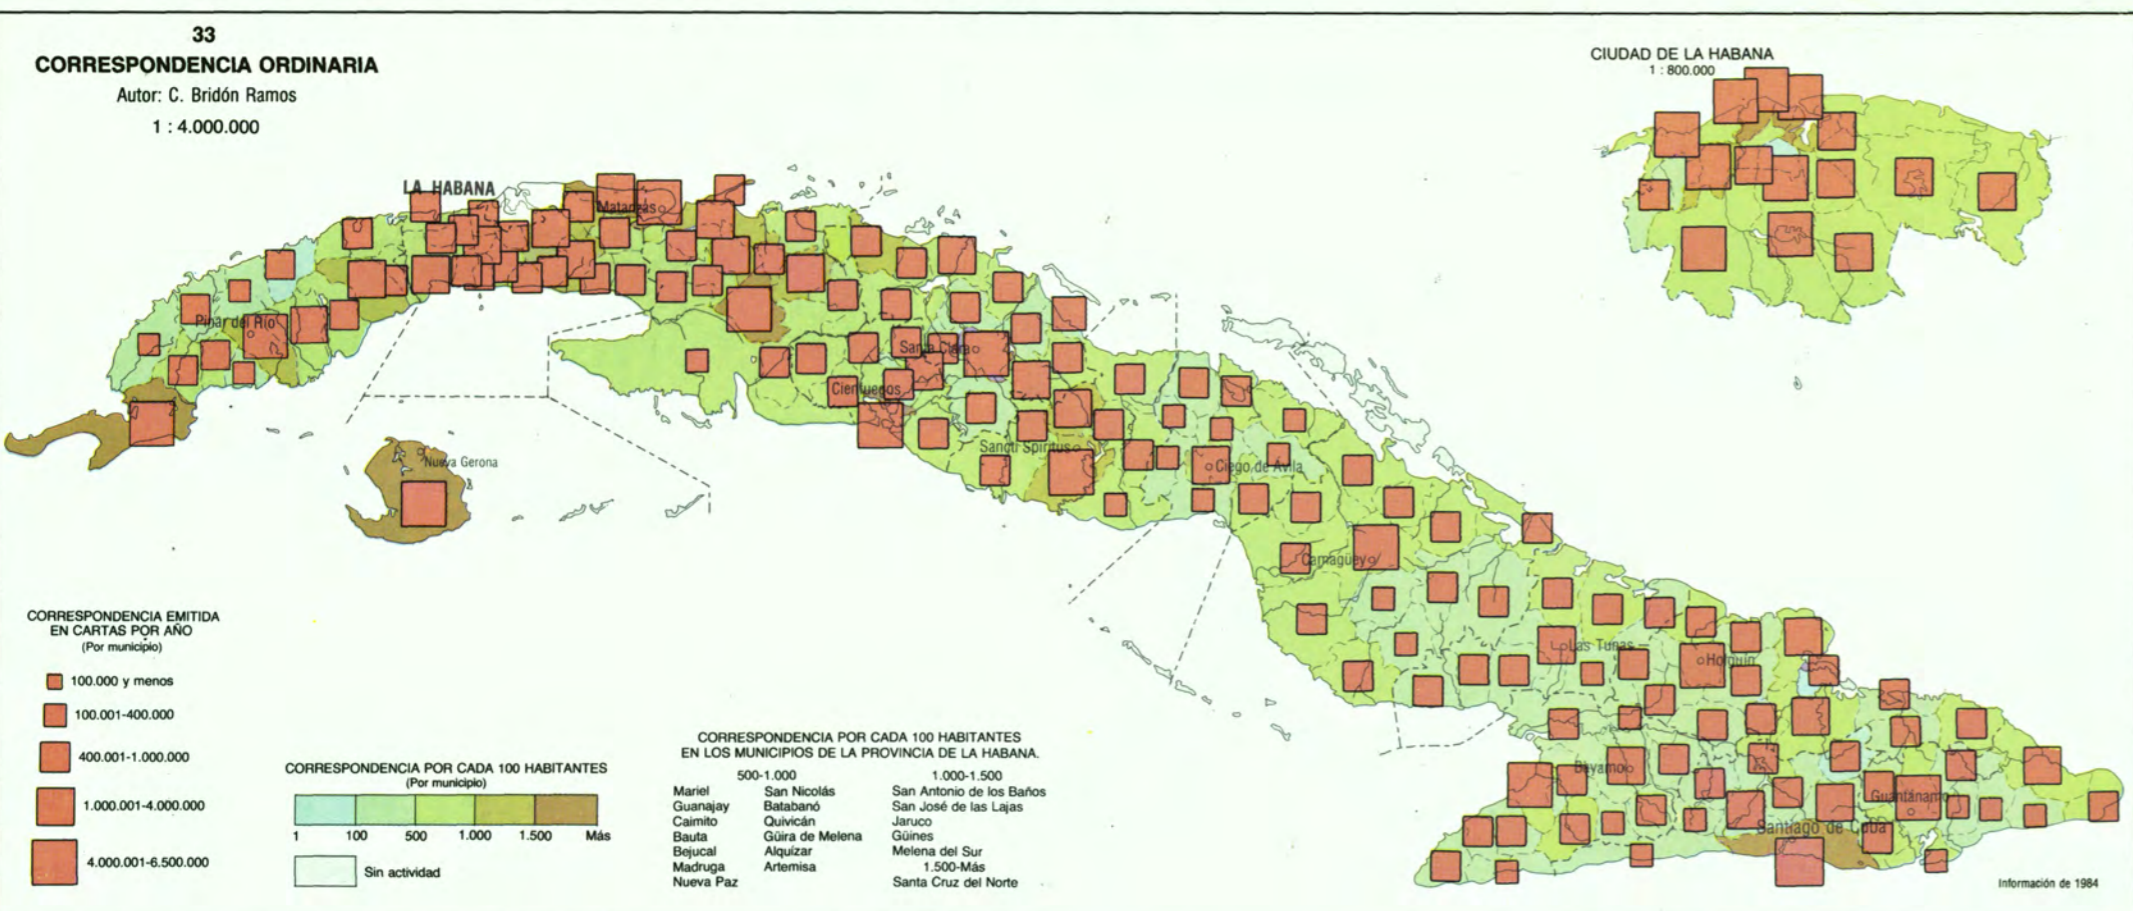 33
CORRESPONDENCIA ORDINARIA
Autor: C. Bridón Ramos
1 : 4.000.000
CIUDAD DE LA HABANA
1 : 800.000
LA HABANA
Matanzas
Pinar del Río
Santa Clara
Cienfuegos
Nueva Gerona
Sancti Spíritus
Ciego de Ávila
Camagüey
Las Tunas
Holguín
Bayamo
Guantánamo
Santiago de Cuba
CORRESPONDENCIA EMITIDA
EN CARTAS POR AÑO
(Por municipio)
100.000 y menos
100.001-400.000
400.001-1.000.000
1.000.001-4.000.000
4.000.001-6.500.000
CORRESPONDENCIA POR CADA 100 HABITANTES
(Por municipio)
1 100 500 1.000 1.500 Más
Sin actividad
CORRESPONDENCIA POR CADA 100 HABITANTES
EN LOS MUNICIPIOS DE LA PROVINCIA DE LA HABANA.
500-1.000 1.000-1.500
Mariel San Nicolás San Antonio de los Baños
Guanajay Batabanó San José de las Lajas
Caimito Quivicán Jaruco
Bauta Güira de Melena Güines
Bejucal Alquízar Melena del Sur
Madruga Artemisa 1.500-Más
Nueva Paz Santa Cruz del Norte
Información de 1984